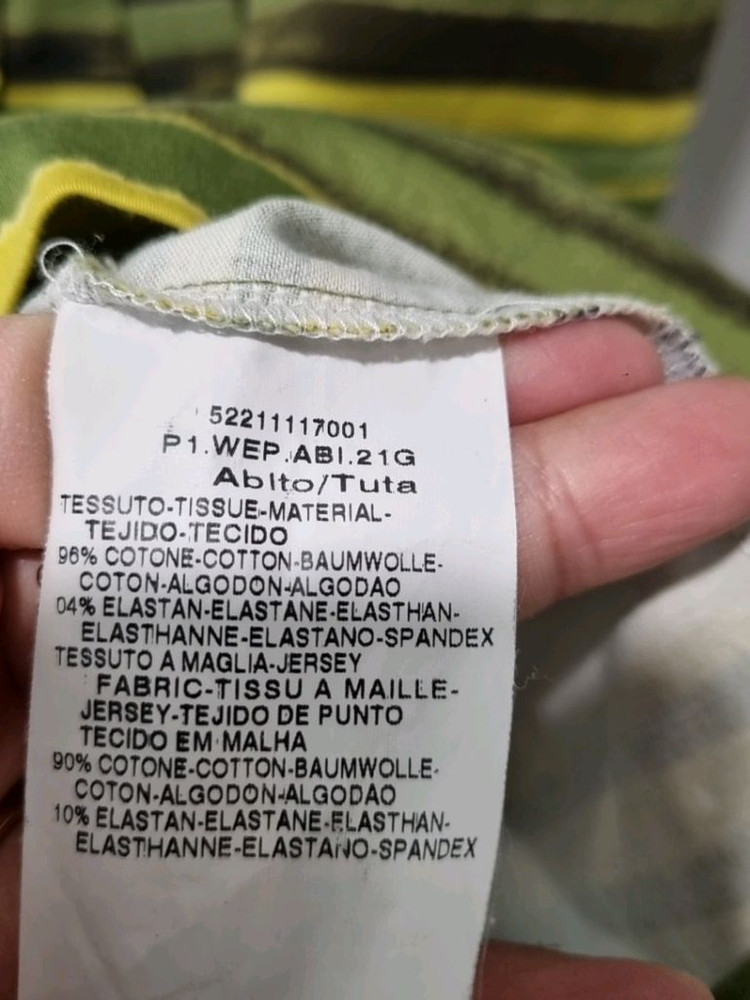 52211117001
P1.WEP.ABI.21G
Abito/Tuta
TESSUTO-TISSUE-MATERIAL-
TEJIDO-TECIDO
96% COTONE-COTTON-BAUMWOLLE-
COTON-ALGODON-ALGODAO
04% ELASTAN-ELASTANE-ELASTHAN-
ELASTHANNE-ELASTANO-SPANDEX
TESSUTO A MAGLIA-JERSEY
FABRIC-TISSU A MAILLE-
JERSEY-TEJIDO DE PUNTO
TECIDO EM MALHA
90% COTONE-COTTON-BAUMWOLLE-
COTON-ALGODON-ALGODAO
10% ELASTAN-ELASTANE-ELASTHAN-
ELASTHANNE-ELASTANO-SPANDEX